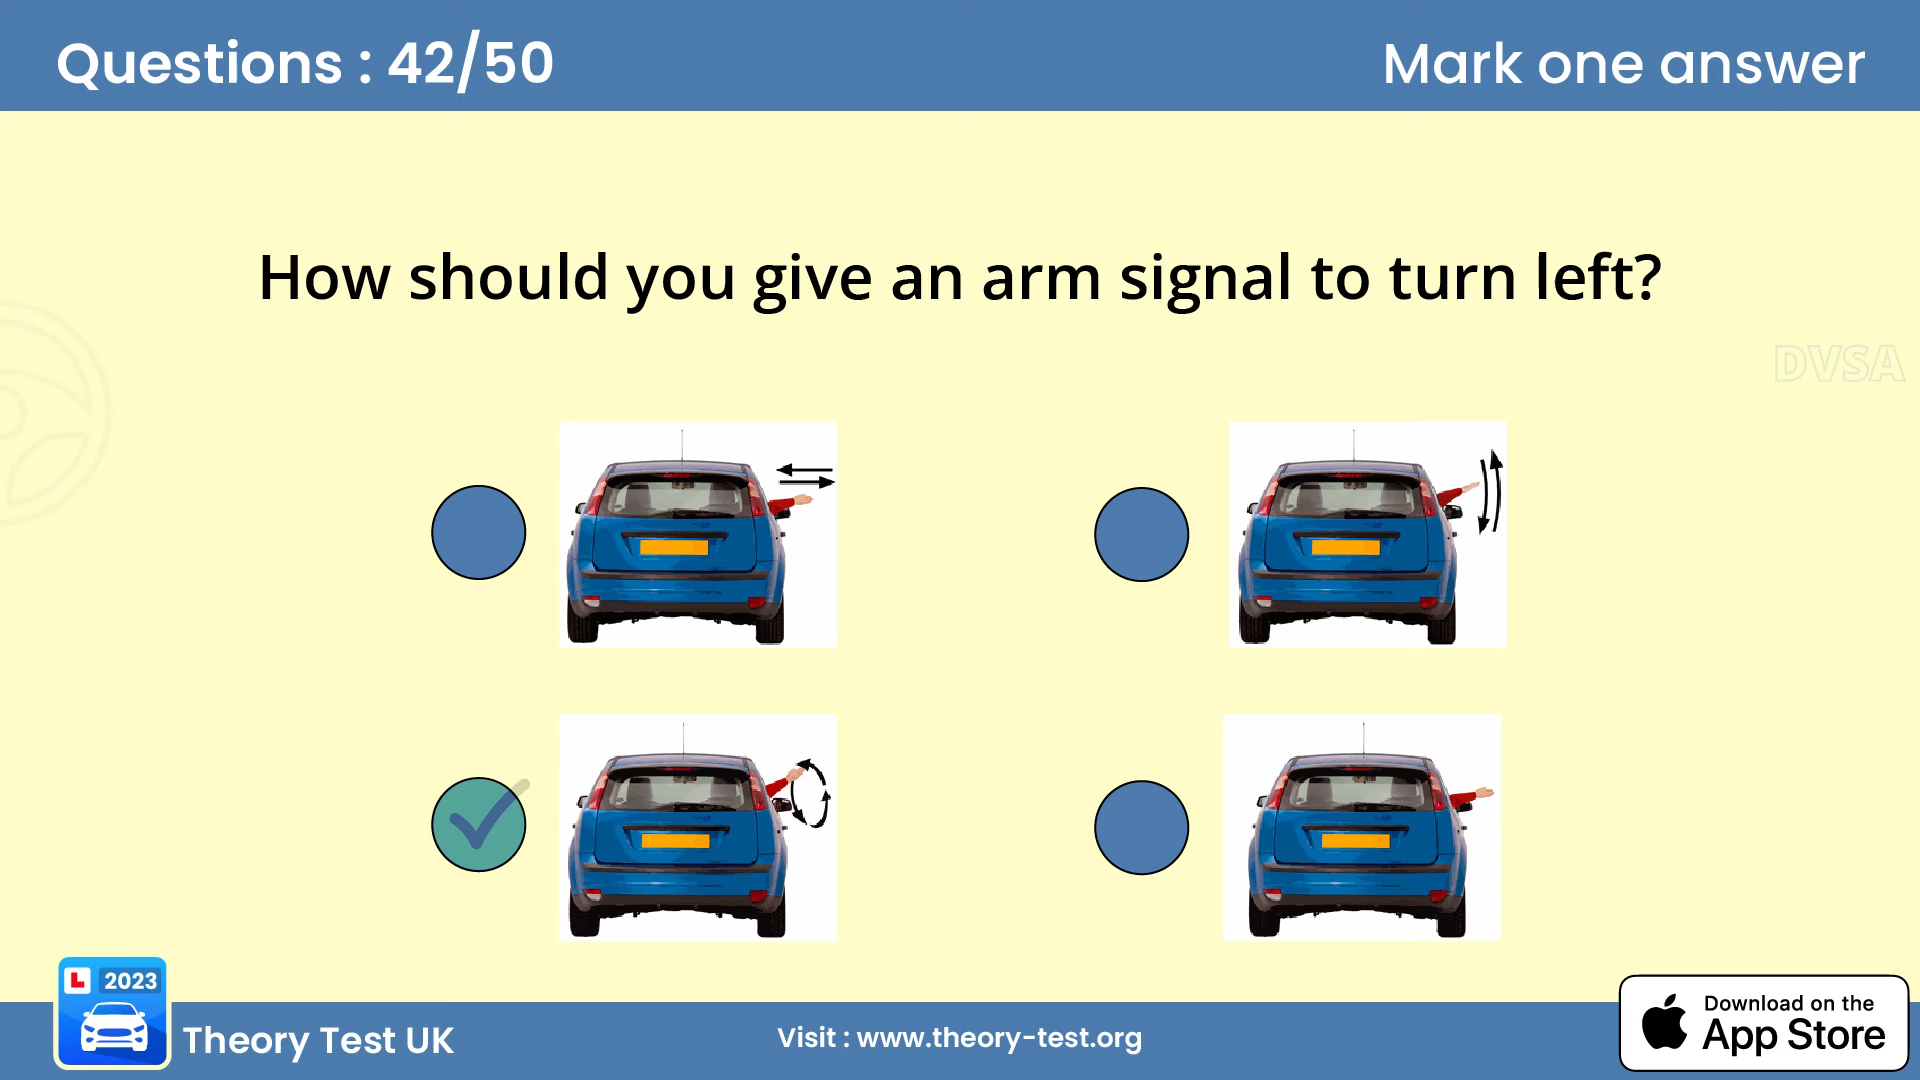 Questions : 42/50
Mark one answer
How should you give an arm signal to turn left?
DVSA
L 2023
Theory Test UK
Visit : www.theory-test.org
Download on the
App Store